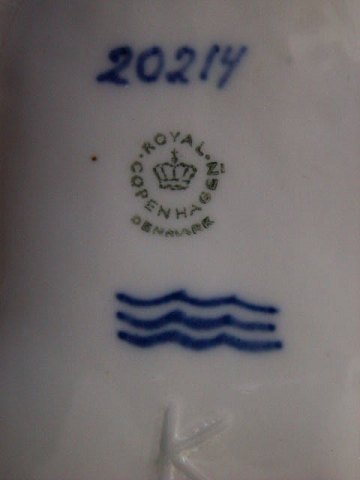 20214
ROYAL
COPENHAGEN
DENMARK
K